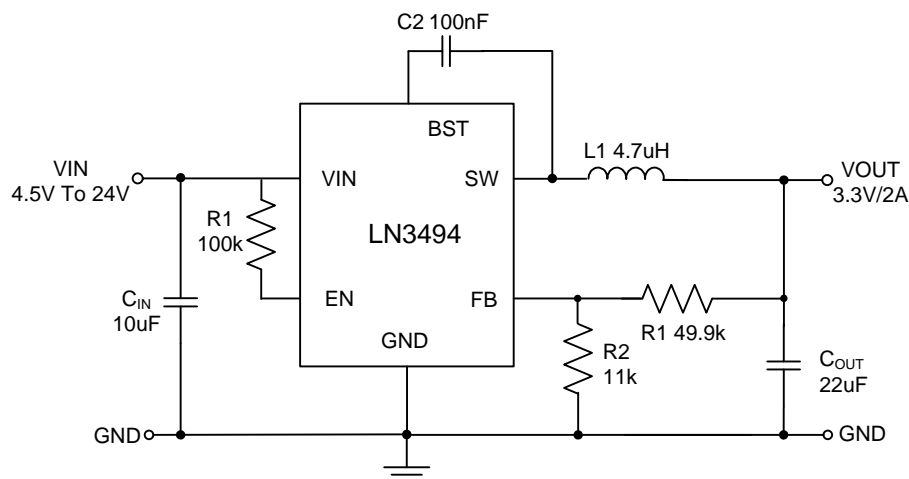 C2 100nF
BST
VIN
4.5V To 24V
VIN
SW
L1 4.7uH
VOUT
3.3V/2A
R1
100k
LN3494
EN
FB
CIN
10uF
GND
R1 49.9k
R2
11k
COUT
22uF
GND
GND